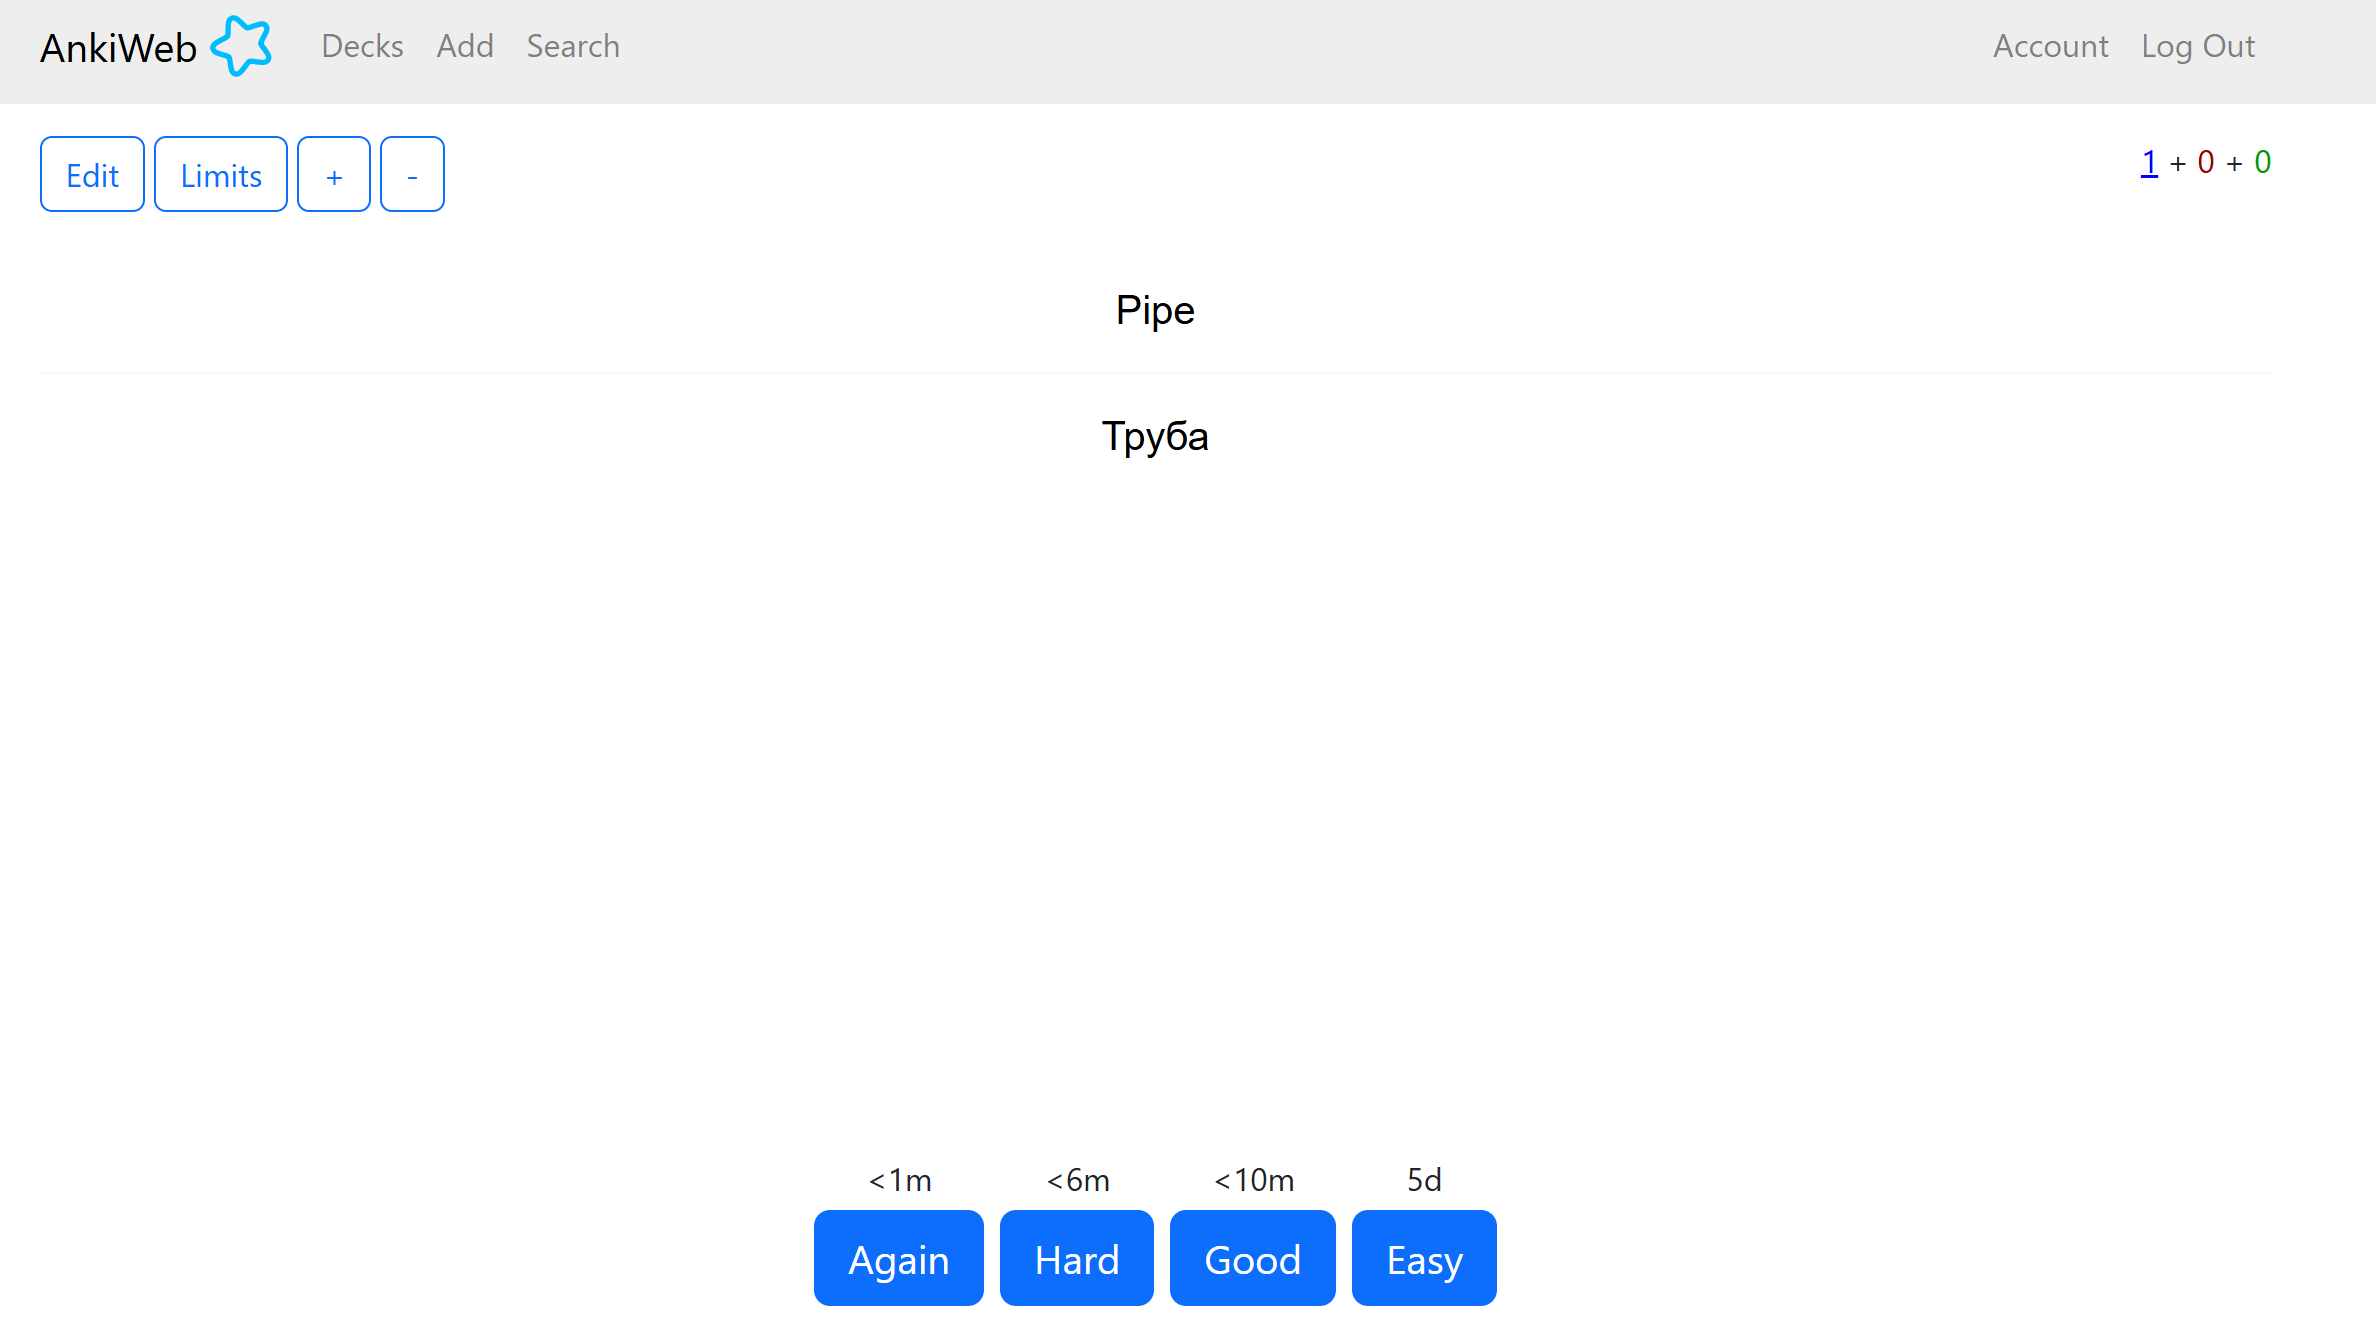 AnkiWeb Decks Add Search Account Log Out
Edit Limits + - 1 + 0 + 0
Pipe
Труба
<1m <6m <10m 5d
Again Hard Good Easy